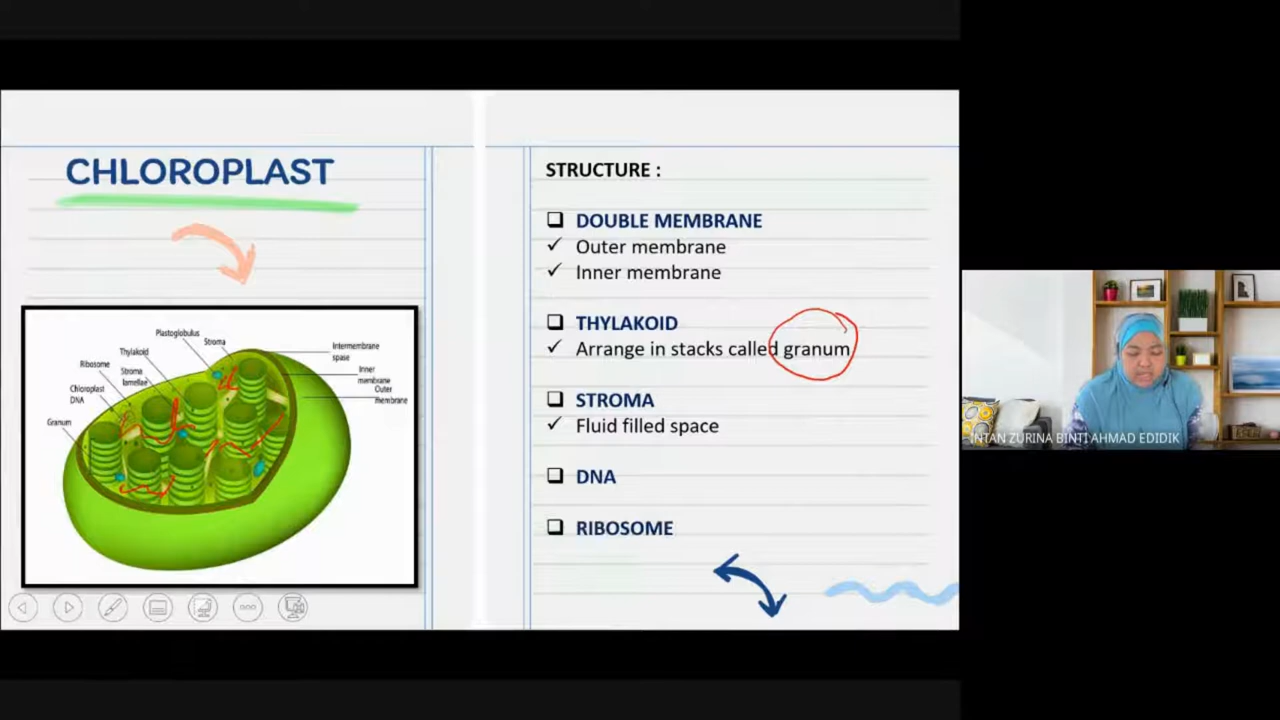 CHLOROPLAST
Plastoglobulus
Stroma
Thylakoid
Intermembrane
spase
Ribosome
Stroma
lamellae
Inner
membrane
Chloroplast
DNA
Outer
membrane
Granum
STRUCTURE :
DOUBLE MEMBRANE
Outer membrane
Inner membrane
THYLAKOID
Arrange in stacks called granum
STROMA
Fluid filled space
DNA
RIBOSOME
INTAN ZURINA BINTI AHMAD EDIDIK